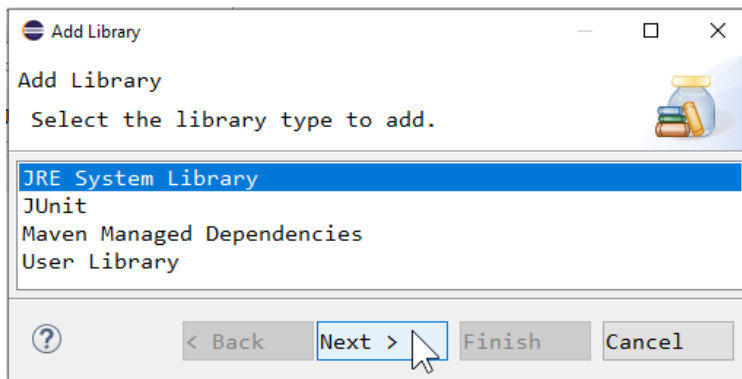 Add Library
Add Library
Select the library type to add.
JRE System Library
JUnit
Maven Managed Dependencies
User Library
?
< Back Next > Finish Cancel